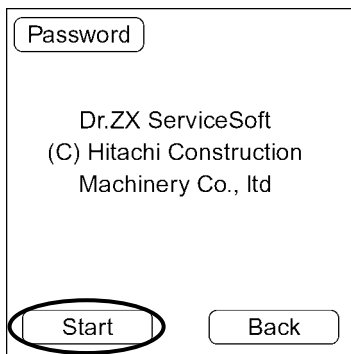 Password
Dr.ZX ServiceSoft
(C) Hitachi Construction
Machinery Co., ltd
Start
Back